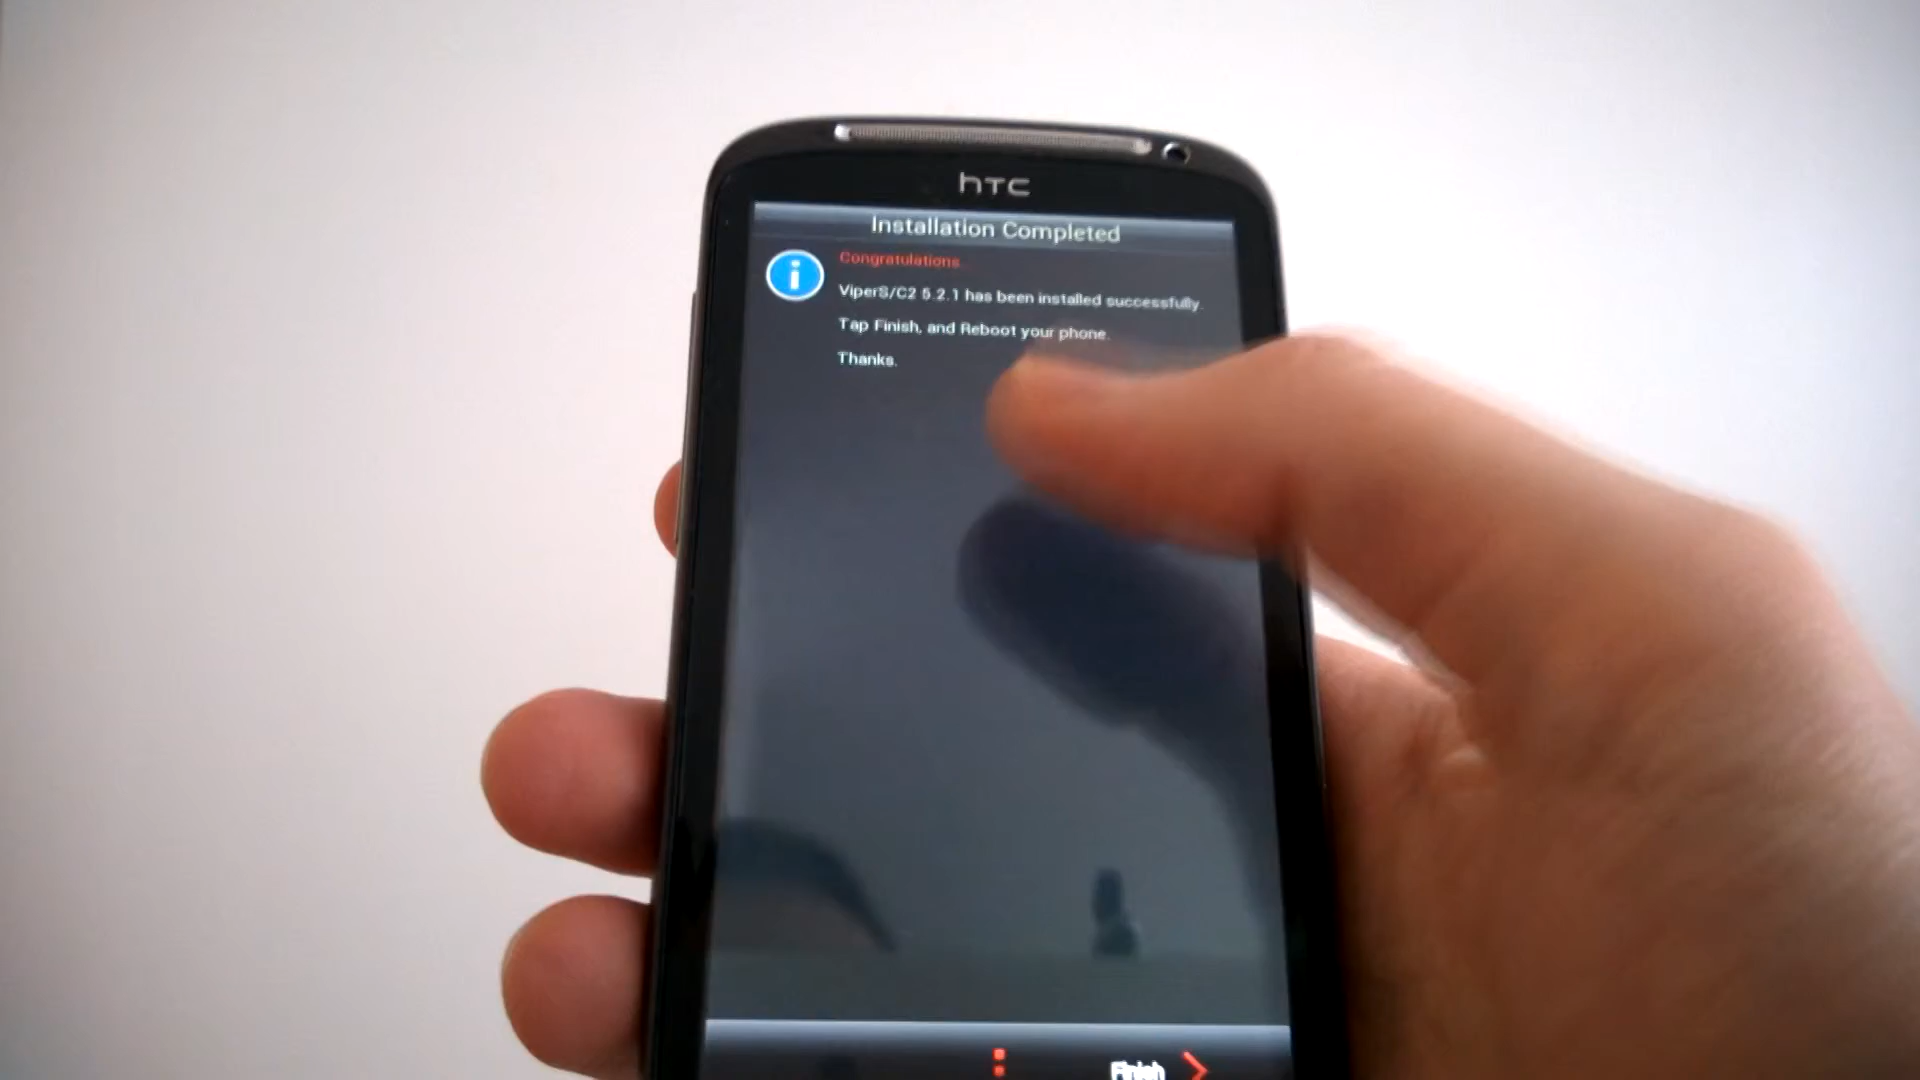 hTC
Installation Completed
Congratulations.
ViperS/C2 5.2.1 has been installed successfully.
Tap Finish, and Reboot your phone.
Thanks.
Finish